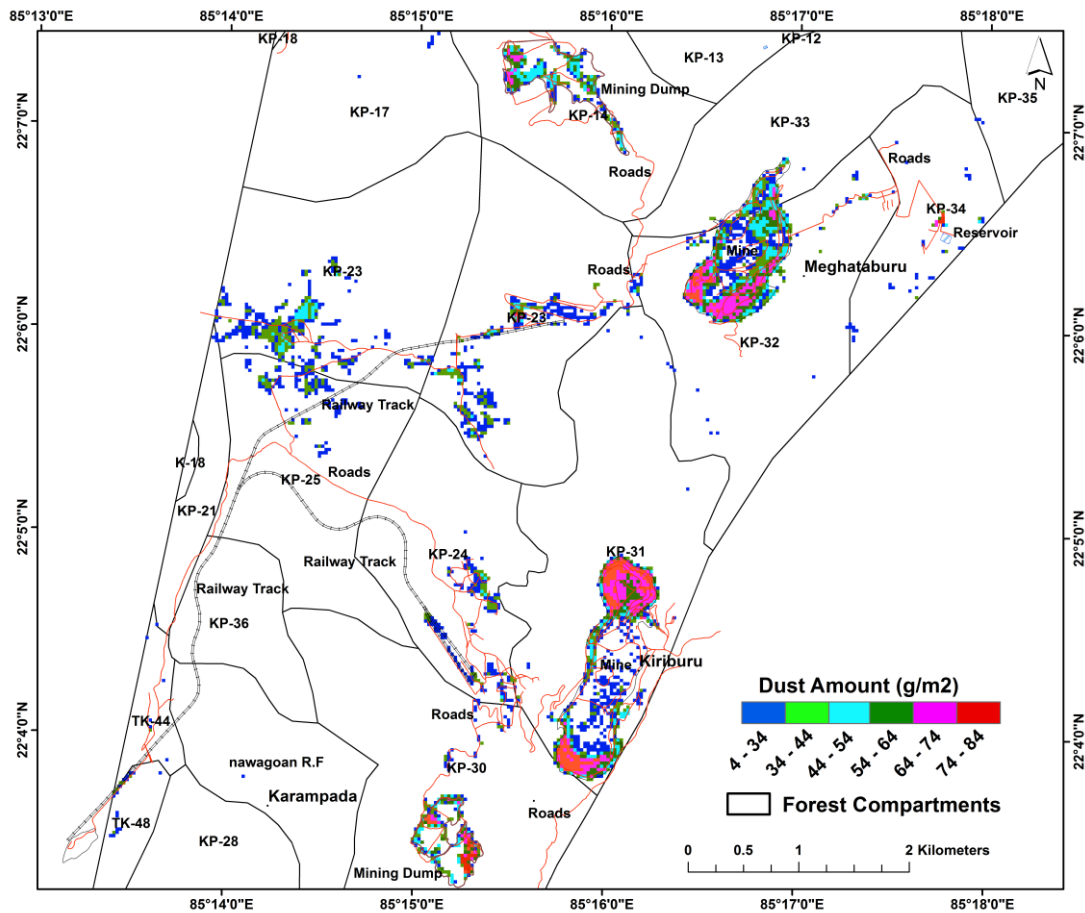 85°13'0"E 85°14'0"E 85°15'0"E 85°16'0"E 85°17'0"E 85°18'0"E
KP-18
KP-12
KP-13
N
Mining Dump
KP-35
KP-17
KP-14
KP-33
22°7'0"N
22°7'0"N
Roads
Roads
KP-34
Reservoir
Mine
Meghataburu
KP-23
Roads
KP-23
22°6'0"N
22°6'0"N
KP-32
Railway Track
K-18
Roads
KP-25
KP-21
22°5'0"N
22°5'0"N
KP-24
KP-31
Railway Track
Railway Track
KP-36
Mine
Kiriburu
Dust Amount (g/m2)
4 - 34
34 - 44
44 - 54
54 - 64
64 - 74
74 - 84
TK-44
Roads
22°4'0"N
22°4'0"N
nawagoan R.F
KP-30
Karampada
Forest Compartments
Roads
TK-48
KP-28
0 0.5 1 2 Kilometers
Mining Dump
85°14'0"E 85°15'0"E 85°16'0"E 85°17'0"E 85°18'0"E